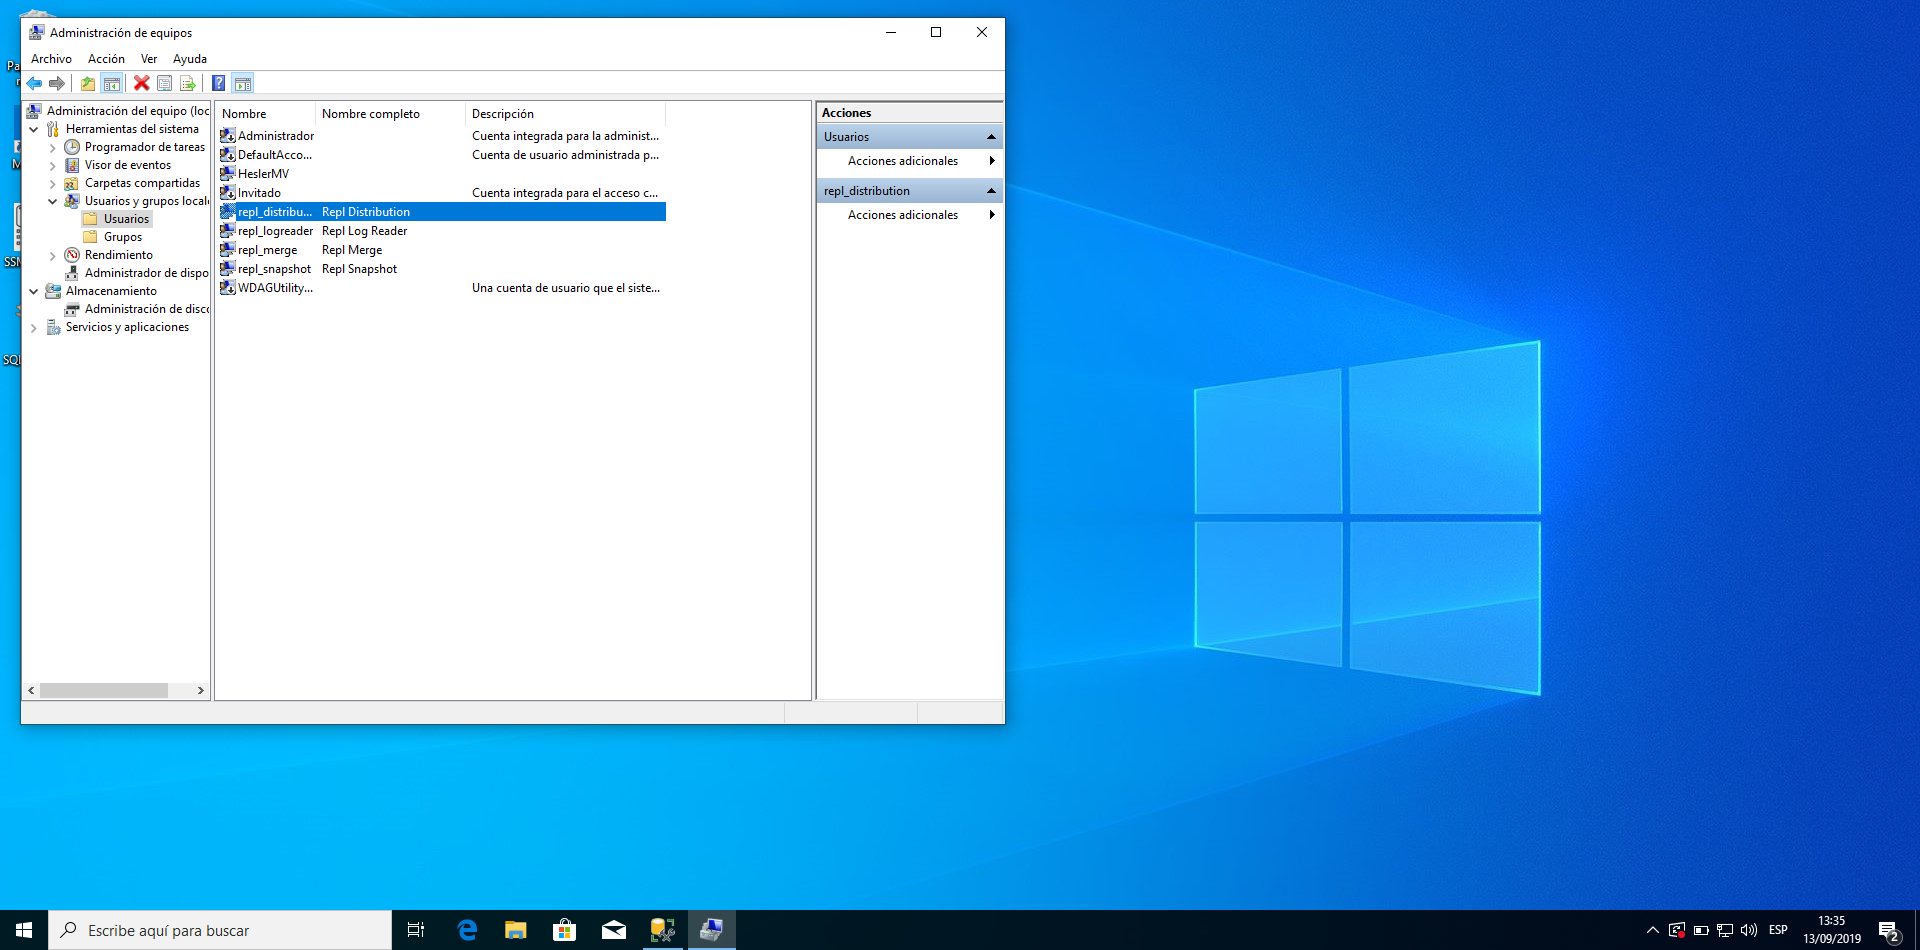 Administración de equipos
Archivo Acción Ver Ayuda
Administración del equipo (loc
Herramientas del sistema
Programador de tareas
Visor de eventos
Carpetas compartidas
Usuarios y grupos locale
Usuarios
Grupos
Rendimiento
Administrador de dispo
Almacenamiento
Administración de disco
Servicios y aplicaciones
Nombre Nombre completo Descripción
Administrador Cuenta integrada para la administ...
DefaultAcco... Cuenta de usuario administrada p...
HeslerMV
Invitado Cuenta integrada para el acceso c...
repl_distribu... Repl Distribution
repl_logreader Repl Log Reader
repl_merge Repl Merge
repl_snapshot Repl Snapshot
WDAGUtility... Una cuenta de usuario que el siste...
Acciones
Usuarios
Acciones adicionales
repl_distribution
Acciones adicionales
Pa
M
SSM
SQL
Escribe aquí para buscar
ESP
13:35
13/09/2019
2